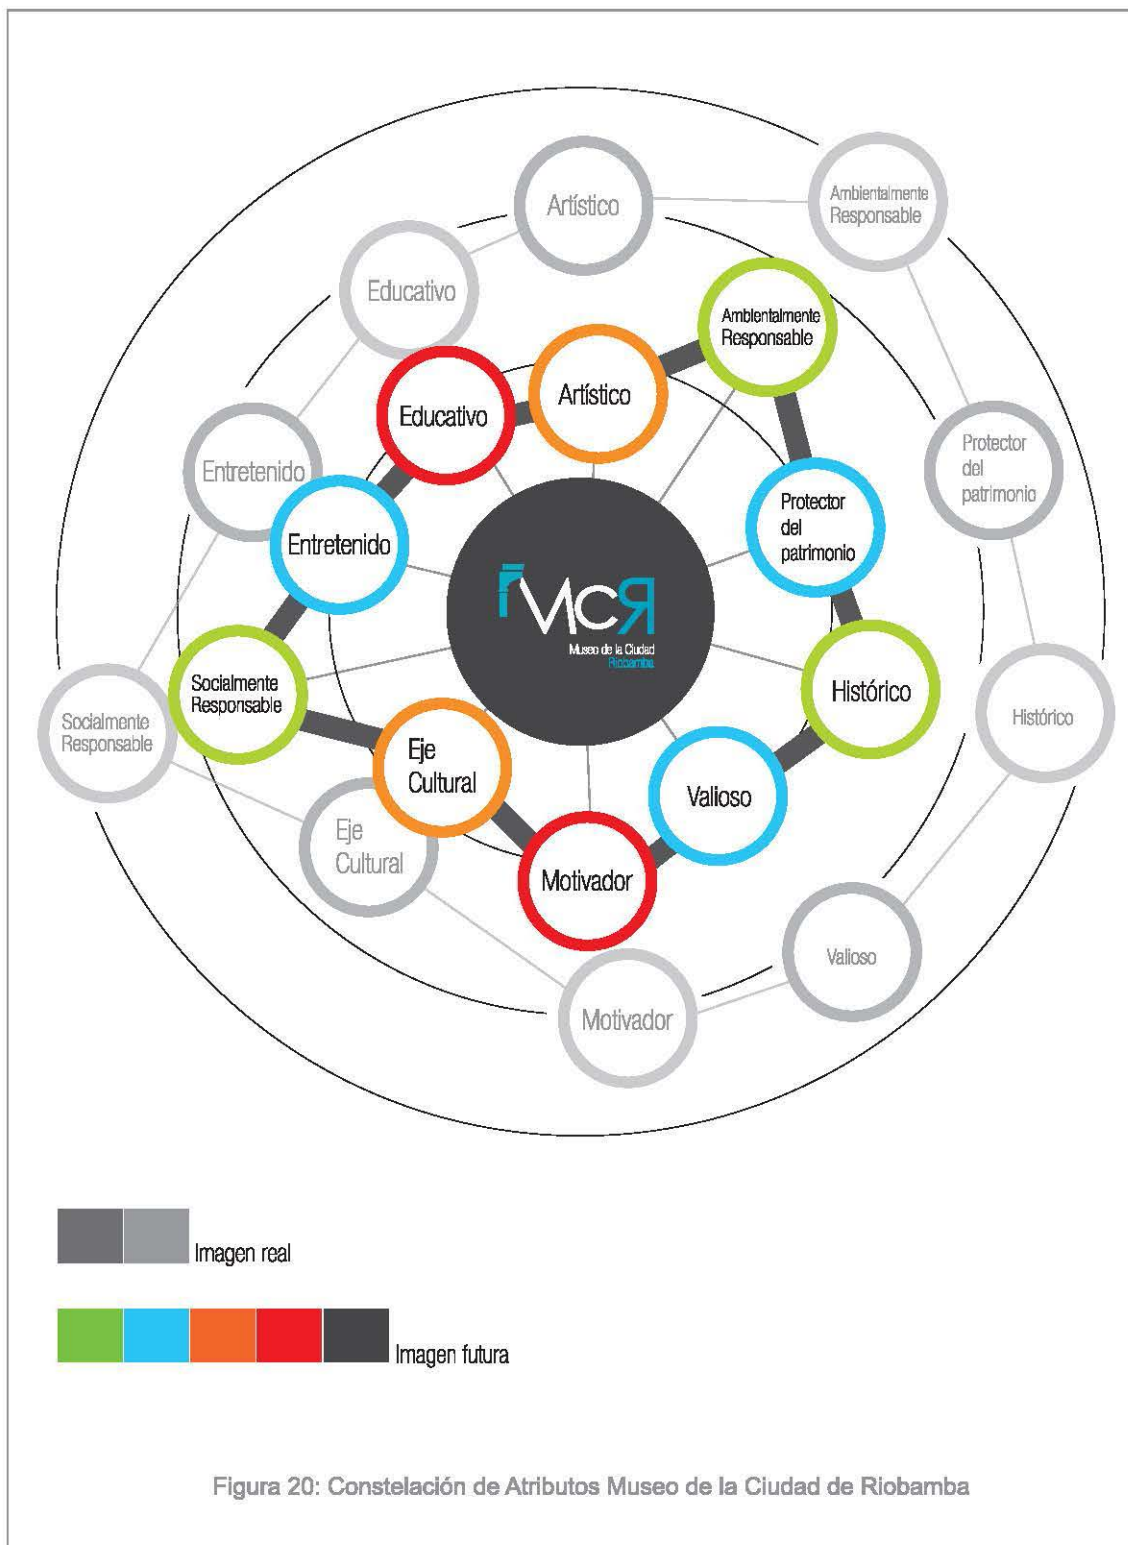 Artístico
Ambientalmente
Responsable
Educativo
Ambientalmente
Responsable
Artístico
Educativo
Protector
del
patrimonio
Entretenido
Protector
del
patrimonio
Entretenido
MCR
Museo de la Ciudad
Riobamba
Socialmente
Responsable
Histórico
Socialmente
Responsable
Histórico
Eje
Cultural
Valioso
Eje
Cultural
Motivador
Valioso
Motivador
Imagen real
Imagen futura
Figura 20: Constelación de Atributos Museo de la Ciudad de Riobamba